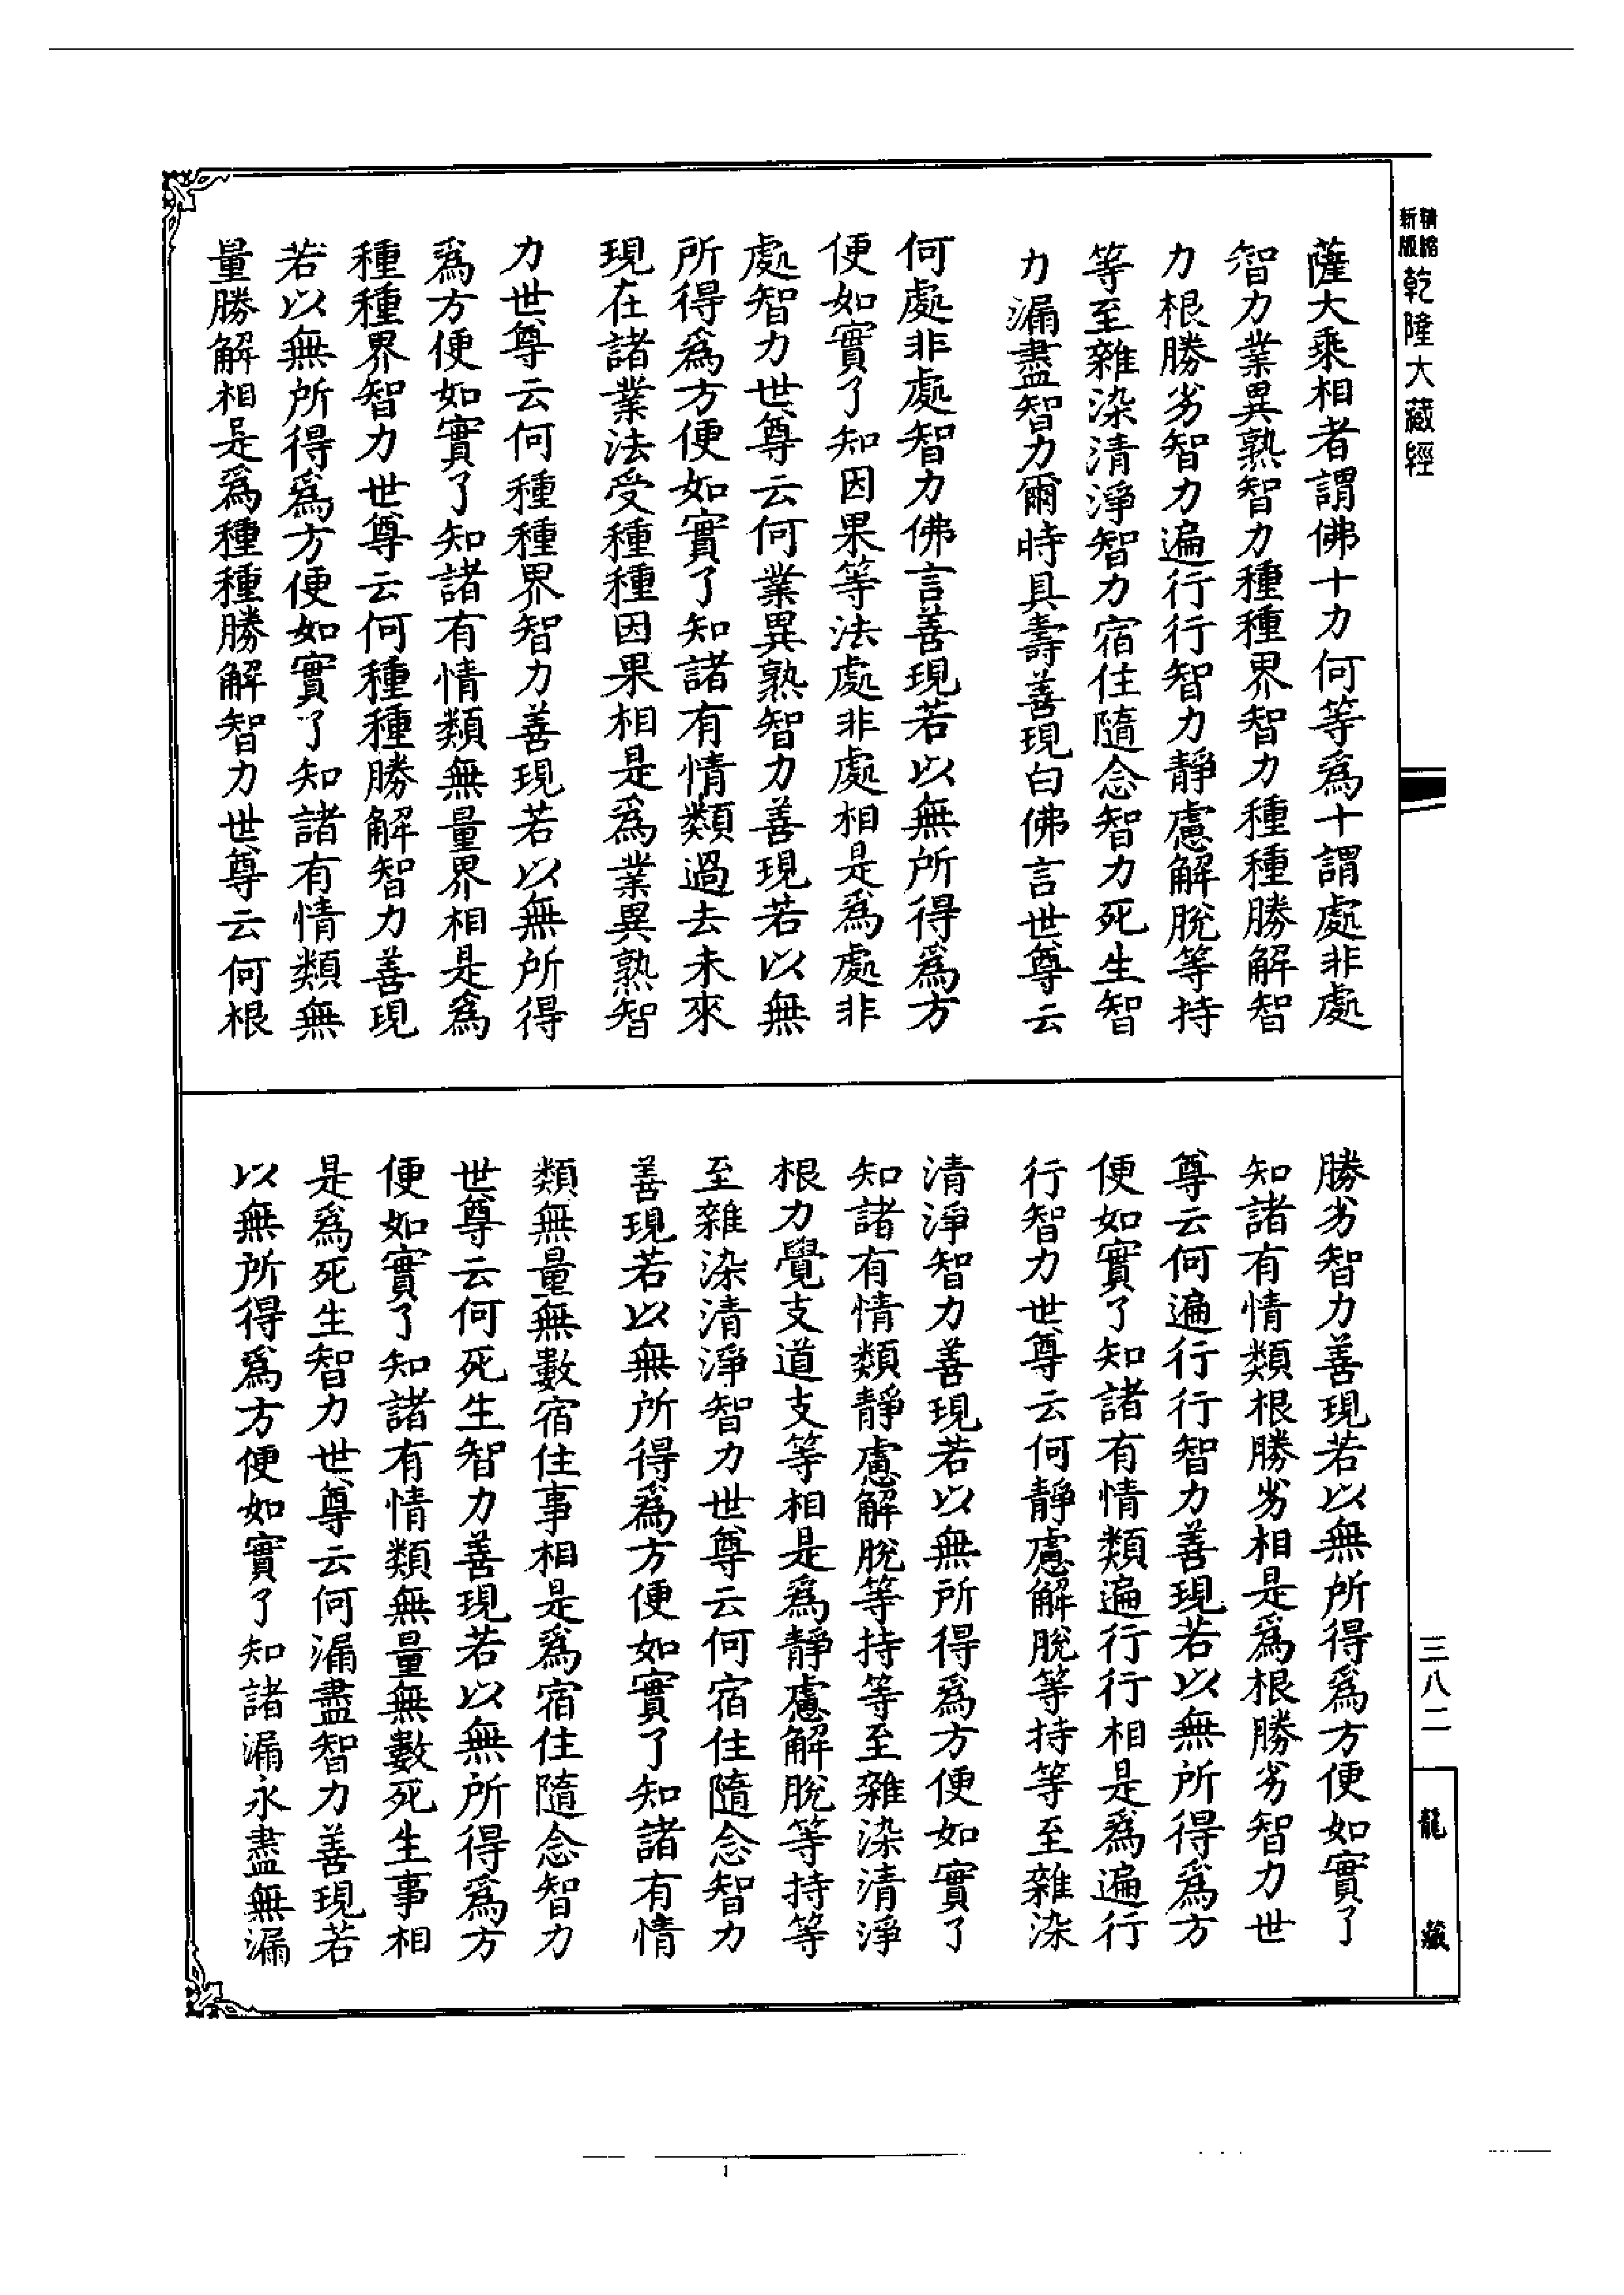 精縮
新版
乾隆大藏經
薩大乘相者謂佛十力何等爲十謂處非處
智力業異熟智力種種界智力種種勝解智
力根勝劣智力遍行行智力靜慮解脫等持
等至雜染清淨智力宿住隨念智力死生智
力漏盡智力爾時具壽善現白佛言世尊云
何處非處智力佛言善現若以無所得爲方
便如實了知因果等法處非處相是爲處非
處智力世尊云何業異熟智力善現若以無
所得爲方便如實了知諸有情類過去未來
現在諸業法受種種因果相是爲業異熟智
力世尊云何種種界智力善現若以無所得
爲方便如實了知諸有情類無量界相是爲
種種界智力世尊云何種種勝解智力善現
若以無所得爲方便如實了知諸有情類無
量勝解相是爲種種勝解智力世尊云何根
勝劣智力善現若以無所得爲方便如實了
知諸有情類根勝劣相是爲根勝劣智力世
尊云何遍行行智力善現若以無所得爲方
便如實了知諸有情類遍行行相是爲遍行
行智力世尊云何靜慮解脫等持等至雜染
清淨智力善現若以無所得爲方便如實了
知諸有情類靜慮解脫等持等至雜染清淨
根力覺支道支等相是爲靜慮解脫等持等
至雜染清淨智力世尊云何宿住隨念智力
善現若以無所得爲方便如實了知諸有情
類無量無數宿住事相是爲宿住隨念智力
世尊云何死生智力善現若以無所得爲方
便如實了知諸有情類無量無數死生事相
是爲死生智力世尊云何漏盡智力善現若
以無所得爲方便如實了知諸漏永盡無漏
三八二
龍藏
1